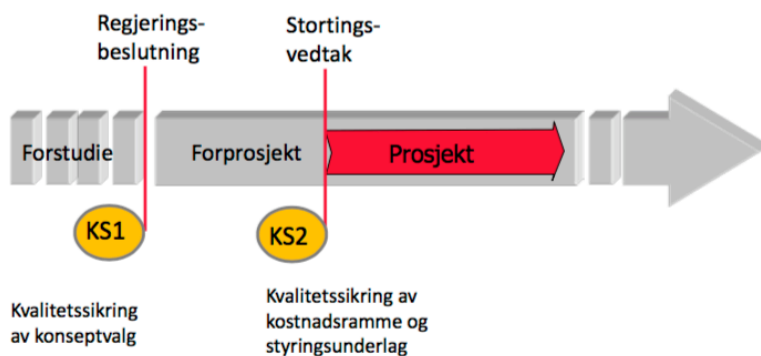 Regjerings-
beslutning
Stortings-
vedtak
Forstudie
Forprosjekt
Prosjekt
KS1
KS2
Kvalitetssikring
av konseptvalg
Kvalitetssikring av
kostnadsramme og
styringsunderlag